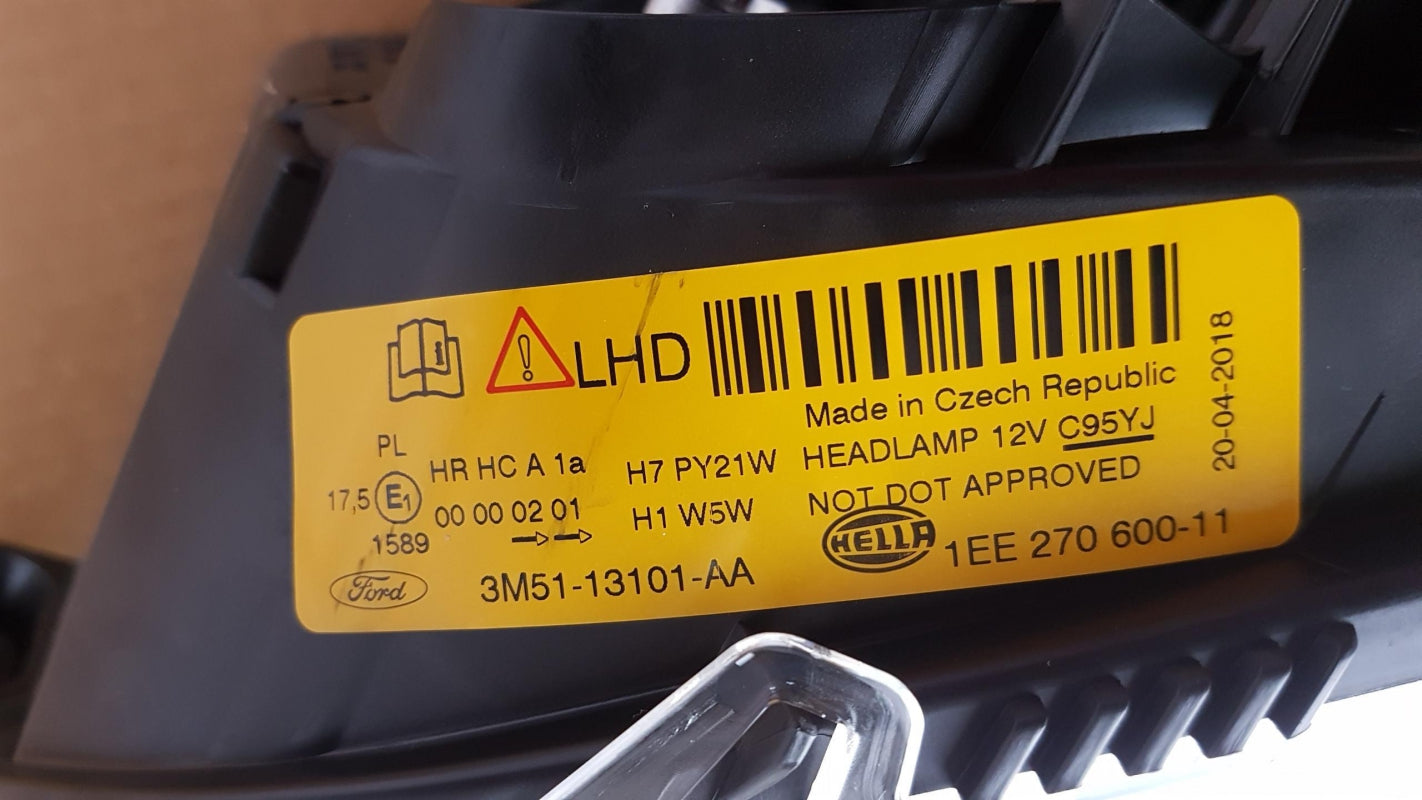 LHD
Made in Czech Republic
20-04-2018
PL
HR HC A 1a H7 PY21W HEADLAMP 12V C95YJ
17,5 E1 00 00 02 01 H1 W5W NOT DOT APPROVED
1589
HELLA 1EE 270 600-11
Ford 3M51-13101-AA